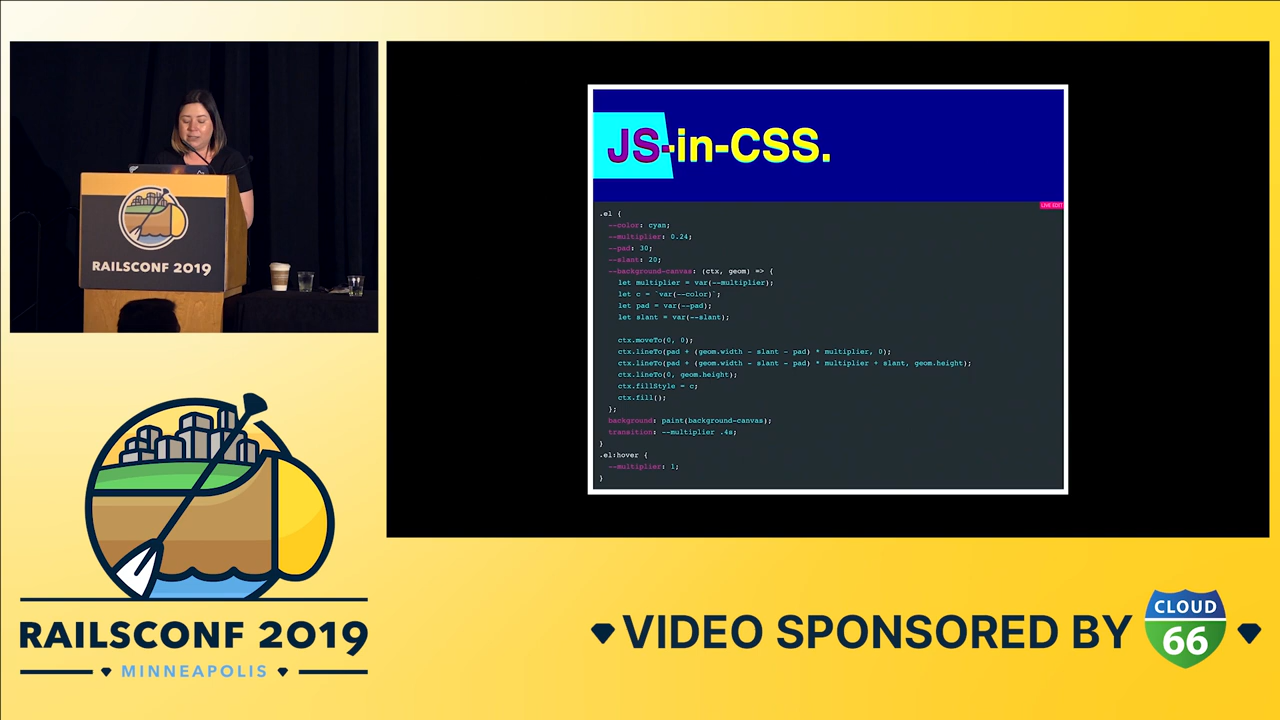 RAILSCONF 2019
JS-in-CSS.
LIVE EDIT
.el {
--color: cyan;
--multiplier: 0.24;
--pad: 30;
--slant: 20;
--background-canvas: (ctx, geom) => {
let multiplier = var(--multiplier);
let c = `var(--color)`;
let pad = var(--pad);
let slant = var(--slant);
ctx.moveTo(0, 0);
ctx.lineTo(pad + (geom.width - slant - pad) * multiplier, 0);
ctx.lineTo(pad + (geom.width - slant - pad) * multiplier + slant, geom.height);
ctx.lineTo(0, geom.height);
ctx.fillStyle = c;
ctx.fill();
};
background: paint(background-canvas);
transition: --multiplier .4s;
}
.el:hover {
--multiplier: 1;
}
RAILSCONF 2019
MINNEAPOLIS
VIDEO SPONSORED BY
CLOUD
66